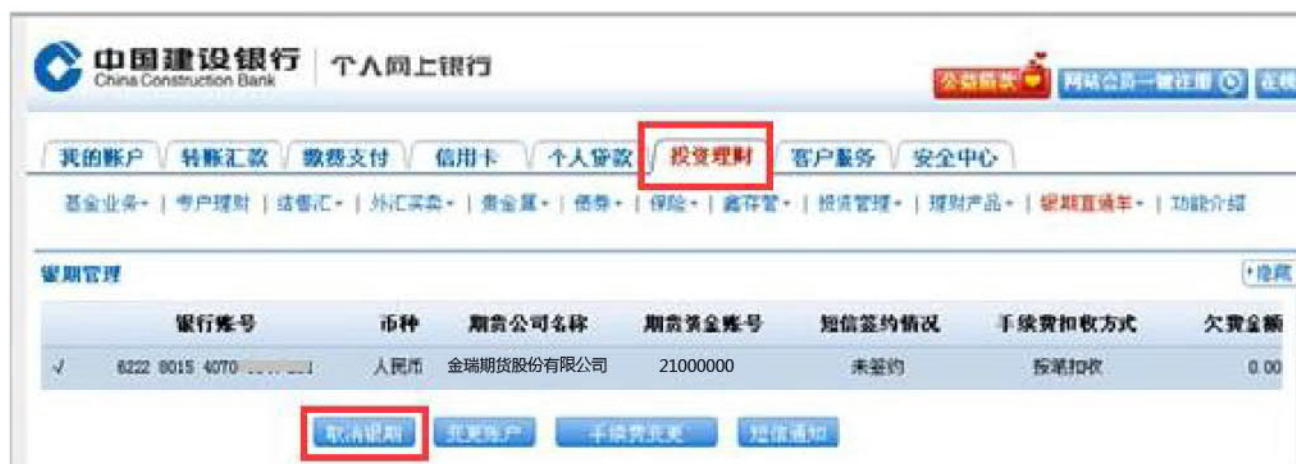 中国建设银行 个人网上银行
China Construction Bank
公益捐款 网站会员一键注册 在线
我的账户 转账汇款 缴费支付 信用卡 个人贷款 投资理财 客户服务 安全中心
基金业务 | 专户理财 | 结售汇 | 外汇买卖 | 贵金属 | 债券 | 保险 | 鑫存管 | 投资管理 | 理财产品 | 银期直通车 | 功能介绍
银期管理 隐藏
银行账号 币种 期货公司名称 期货资金账号 短信签约情况 手续费扣收方式 欠费金额
√ 6222 8015 4070 1 人民币 金瑞期货股份有限公司 21000000 未签约 按笔扣收 0.00
取消银期 变更账户 手续费变更 短信通知